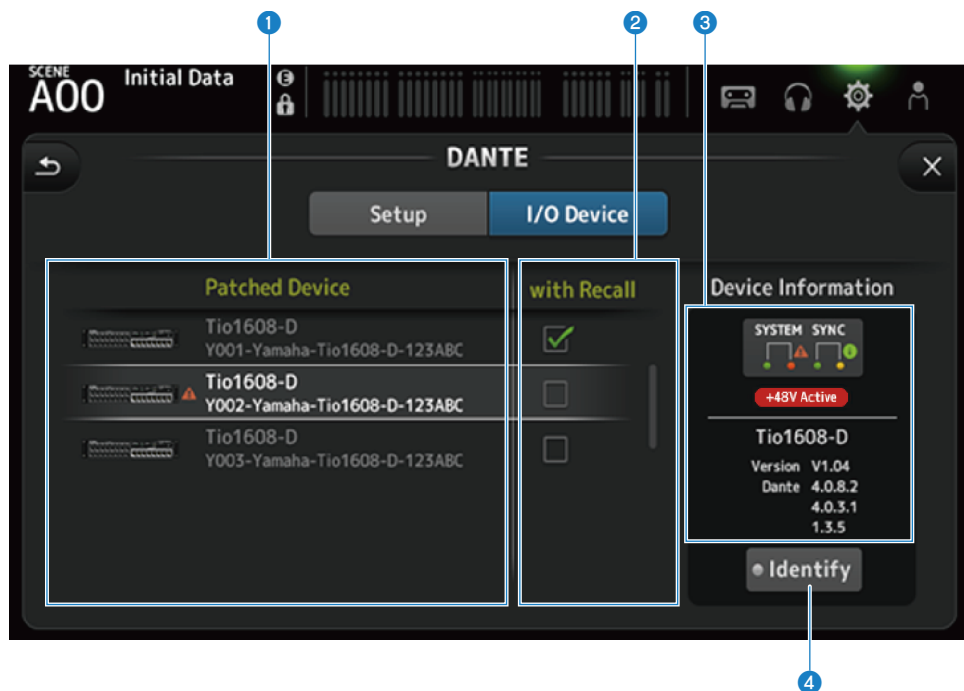 1 2 3
SCENE
A00 Initial Data E
DANTE
Setup I/O Device
Patched Device with Recall Device Information
Tio1608-D
Y001-Yamaha-Tio1608-D-123ABC
Tio1608-D
Y002-Yamaha-Tio1608-D-123ABC
Tio1608-D
Y003-Yamaha-Tio1608-D-123ABC
SYSTEM SYNC
+48V Active
Tio1608-D
Version V1.04
Dante 4.0.8.2
4.0.3.1
1.3.5
Identify
4